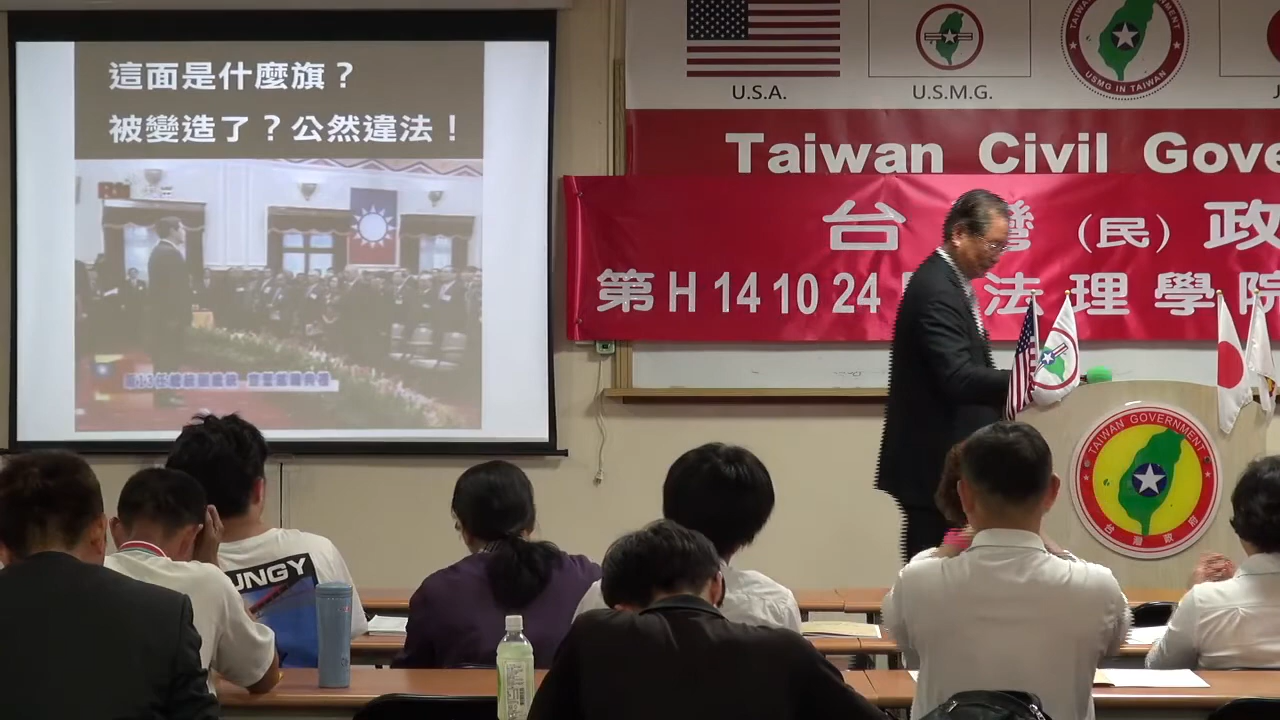 這面是什麼旗？
被變造了？公然違法！
U.S.A.
U.S.M.G.
USMG IN TAIWAN
Taiwan Civil Gove
台灣（民）政
第H 14 10 24
法理學院
UNGY
TAIWAN GOVERNMENT
台灣政府